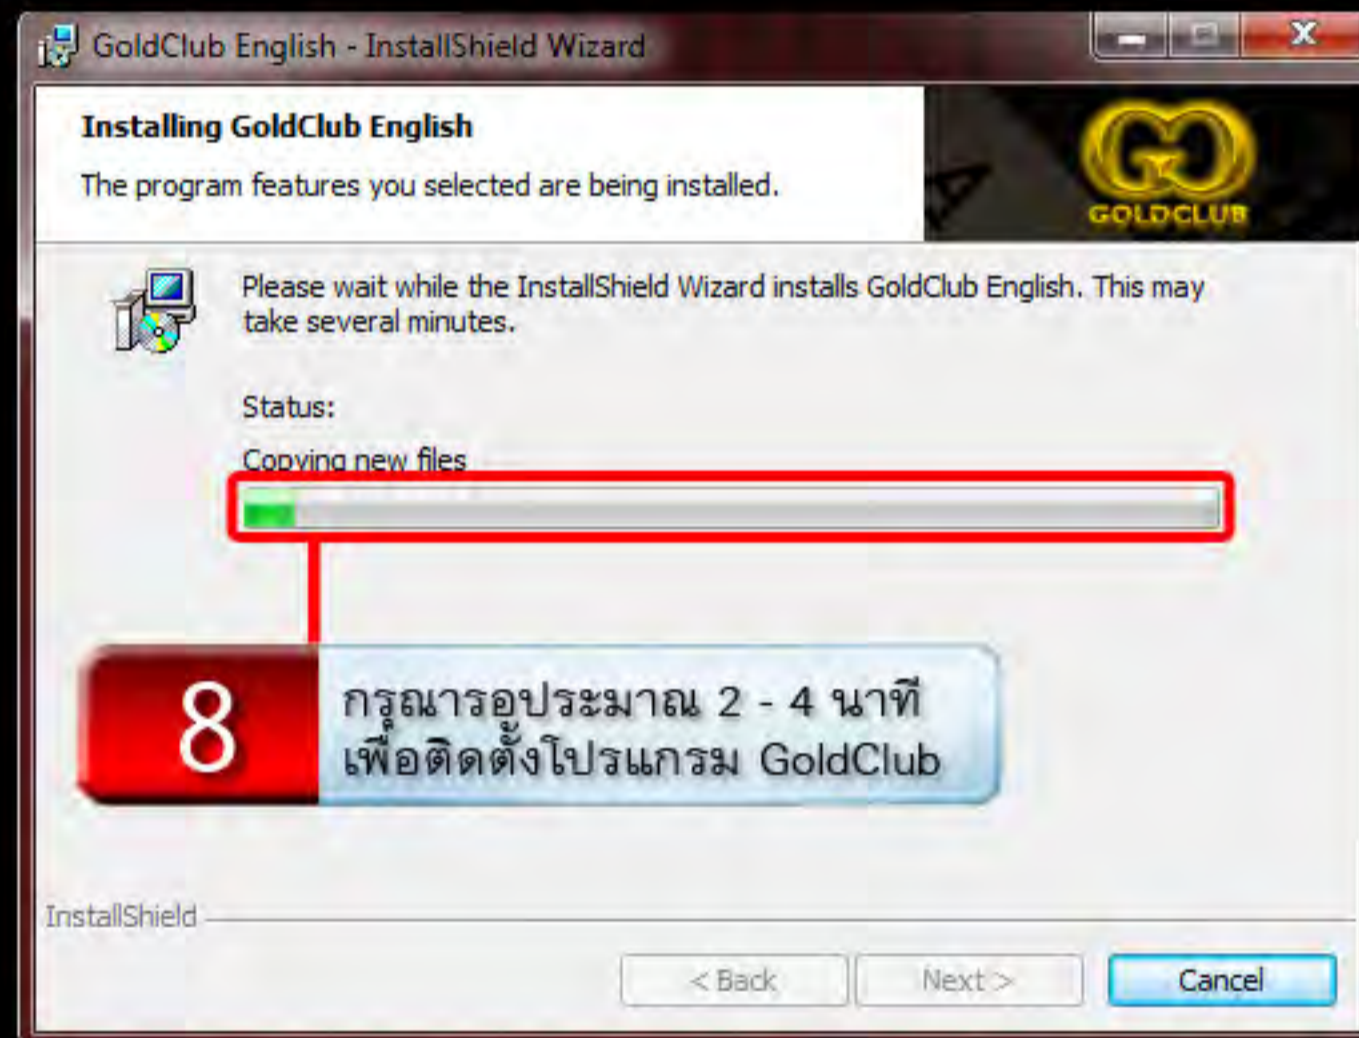 GoldClub English - InstallShield Wizard
Installing GoldClub English
The program features you selected are being installed.
GOLDCLUB
Please wait while the InstallShield Wizard installs GoldClub English. This may
take several minutes.
Status:
Copying new files
8
กรุณารอประมาณ 2 - 4 นาที
เพื่อติดตั้งโปรแกรม GoldClub
InstallShield
< Back
Next >
Cancel